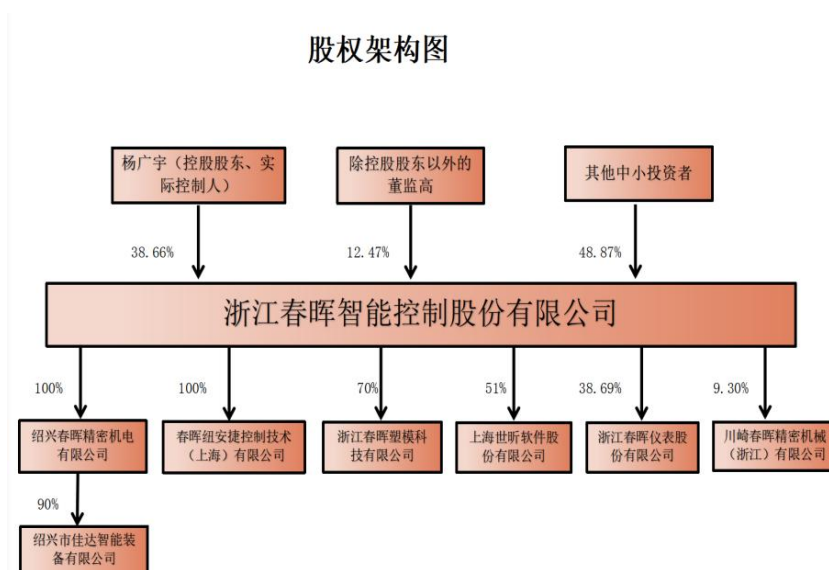 股权架构图
杨广宇（控股股东、实
际控制人）
除控股股东以外的
董监高
其他中小投资者
38.66%
12.47%
48.87%
浙江春晖智能控制股份有限公司
100%
100%
70%
51%
38.69%
9.30%
绍兴春晖精密机电
有限公司
春晖纽安捷控制技术
（上海）有限公司
浙江春晖塑模科
技有限公司
上海世昕软件股
份有限公司
浙江春晖仪表股
份有限公司
川崎春晖精密机械
（浙江）有限公司
90%
绍兴市佳达智能装
备有限公司